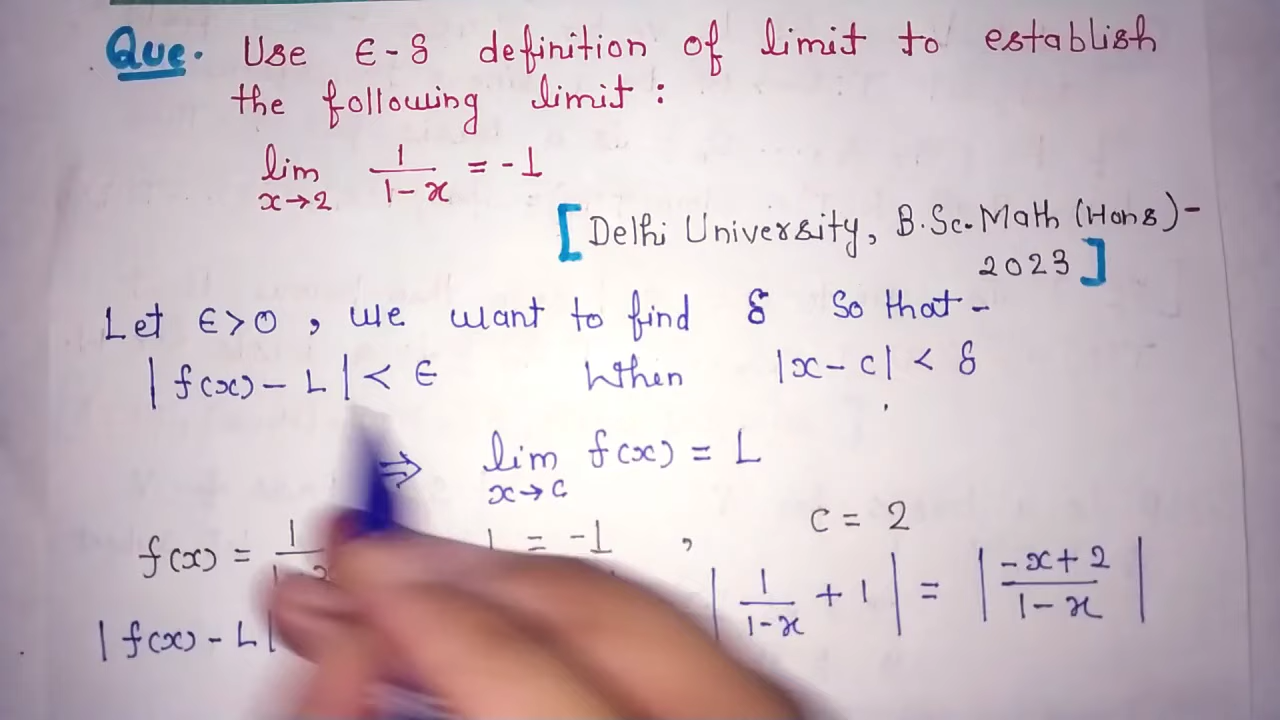 Que. Use ϵ-δ definition of limit to establish
the following limit:
lim x→2 1/(1-x) = -1
[Delhi University, B.Sc. Math (Hons)-
2023]
Let ϵ>0, we want to find δ so that -
|f(x) - L| < ϵ When |x-c| < δ
⇒ lim x→c f(x) = L
f(x) = 1/ = -1, c = 2
|f(x) - L| |1/(1-x) + 1| = |(-x+2)/(1-x)|